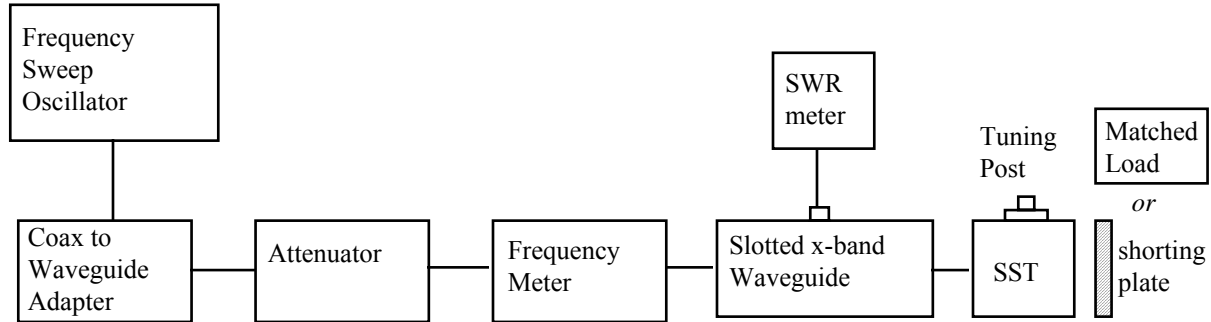 Frequency
Sweep
Oscillator
SWR
meter
Tuning
Post
Matched
Load
or
shorting
plate
Coax to
Waveguide
Adapter
Attenuator
Frequency
Meter
Slotted x-band
Waveguide
SST